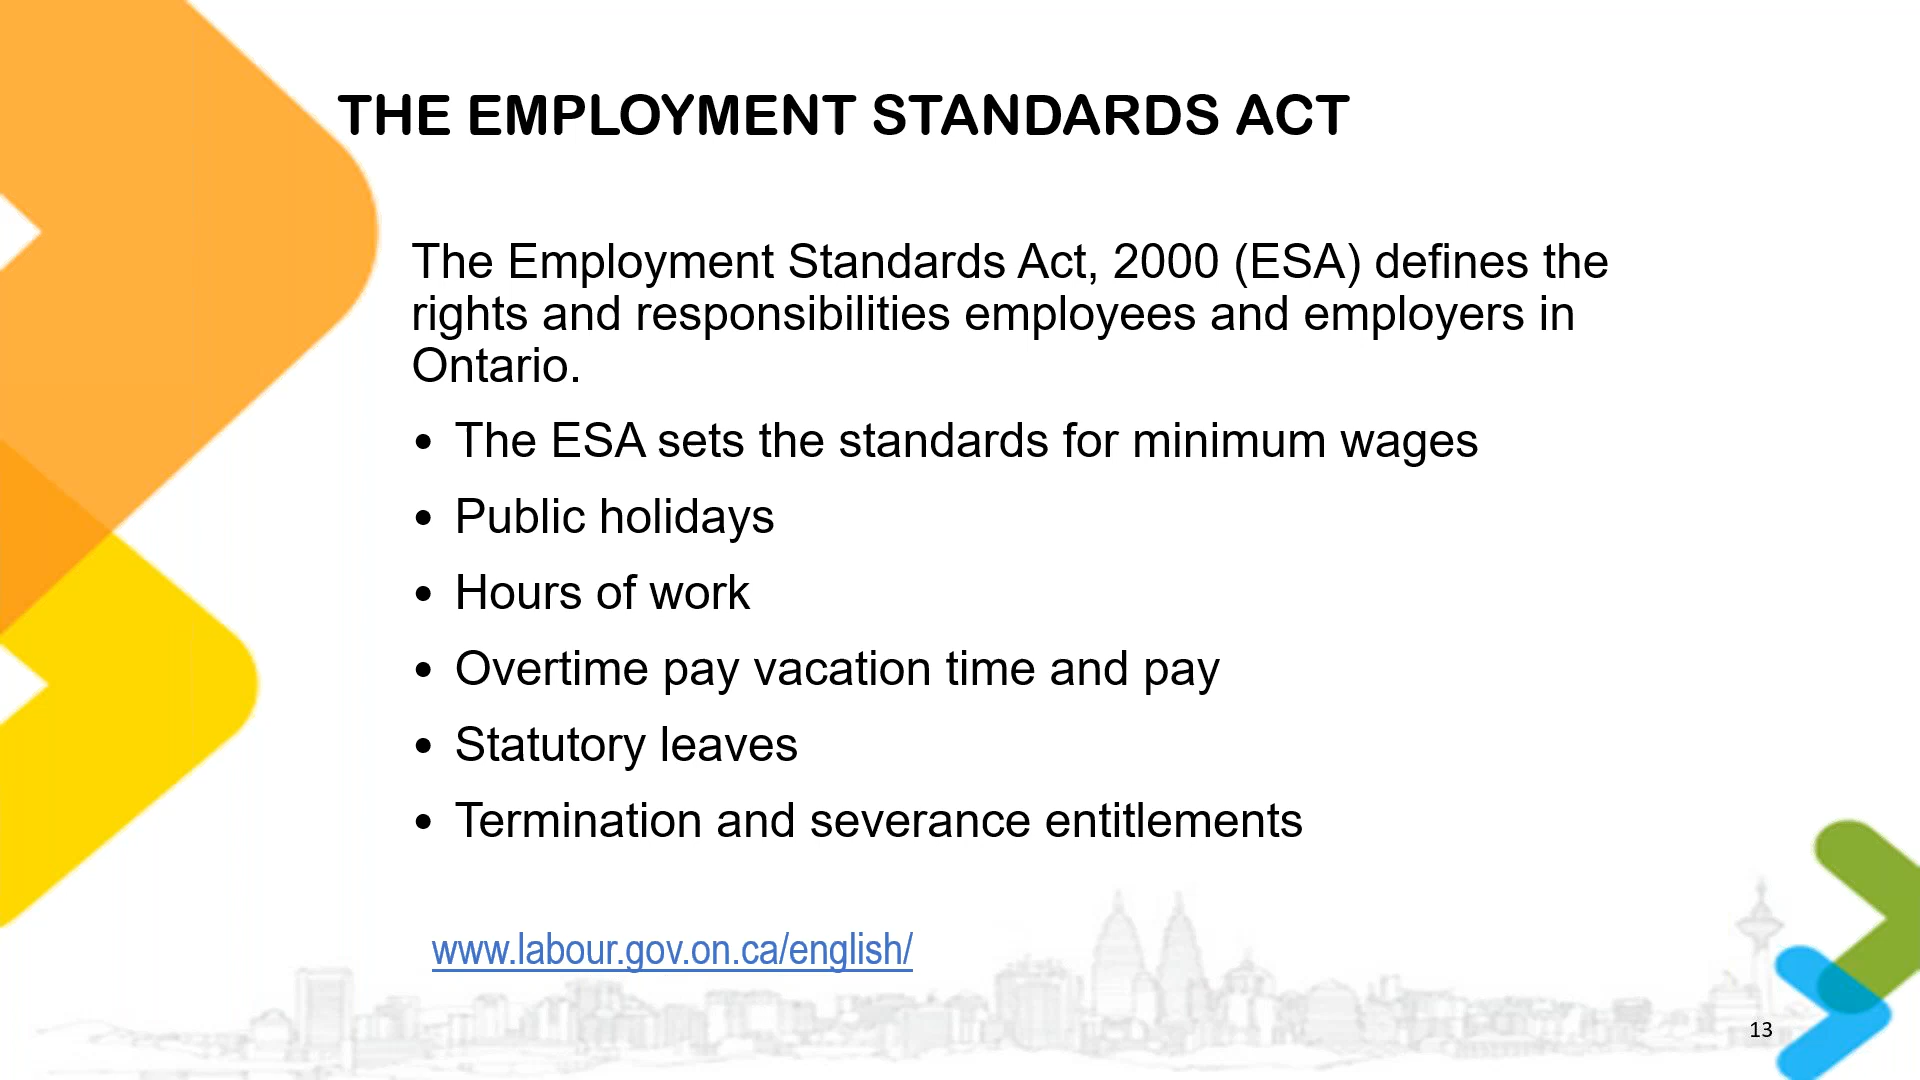 THE EMPLOYMENT STANDARDS ACT
The Employment Standards Act, 2000 (ESA) defines the
rights and responsibilities employees and employers in
Ontario.
• The ESA sets the standards for minimum wages
• Public holidays
• Hours of work
• Overtime pay vacation time and pay
• Statutory leaves
• Termination and severance entitlements
www.labour.gov.on.ca/english/
13